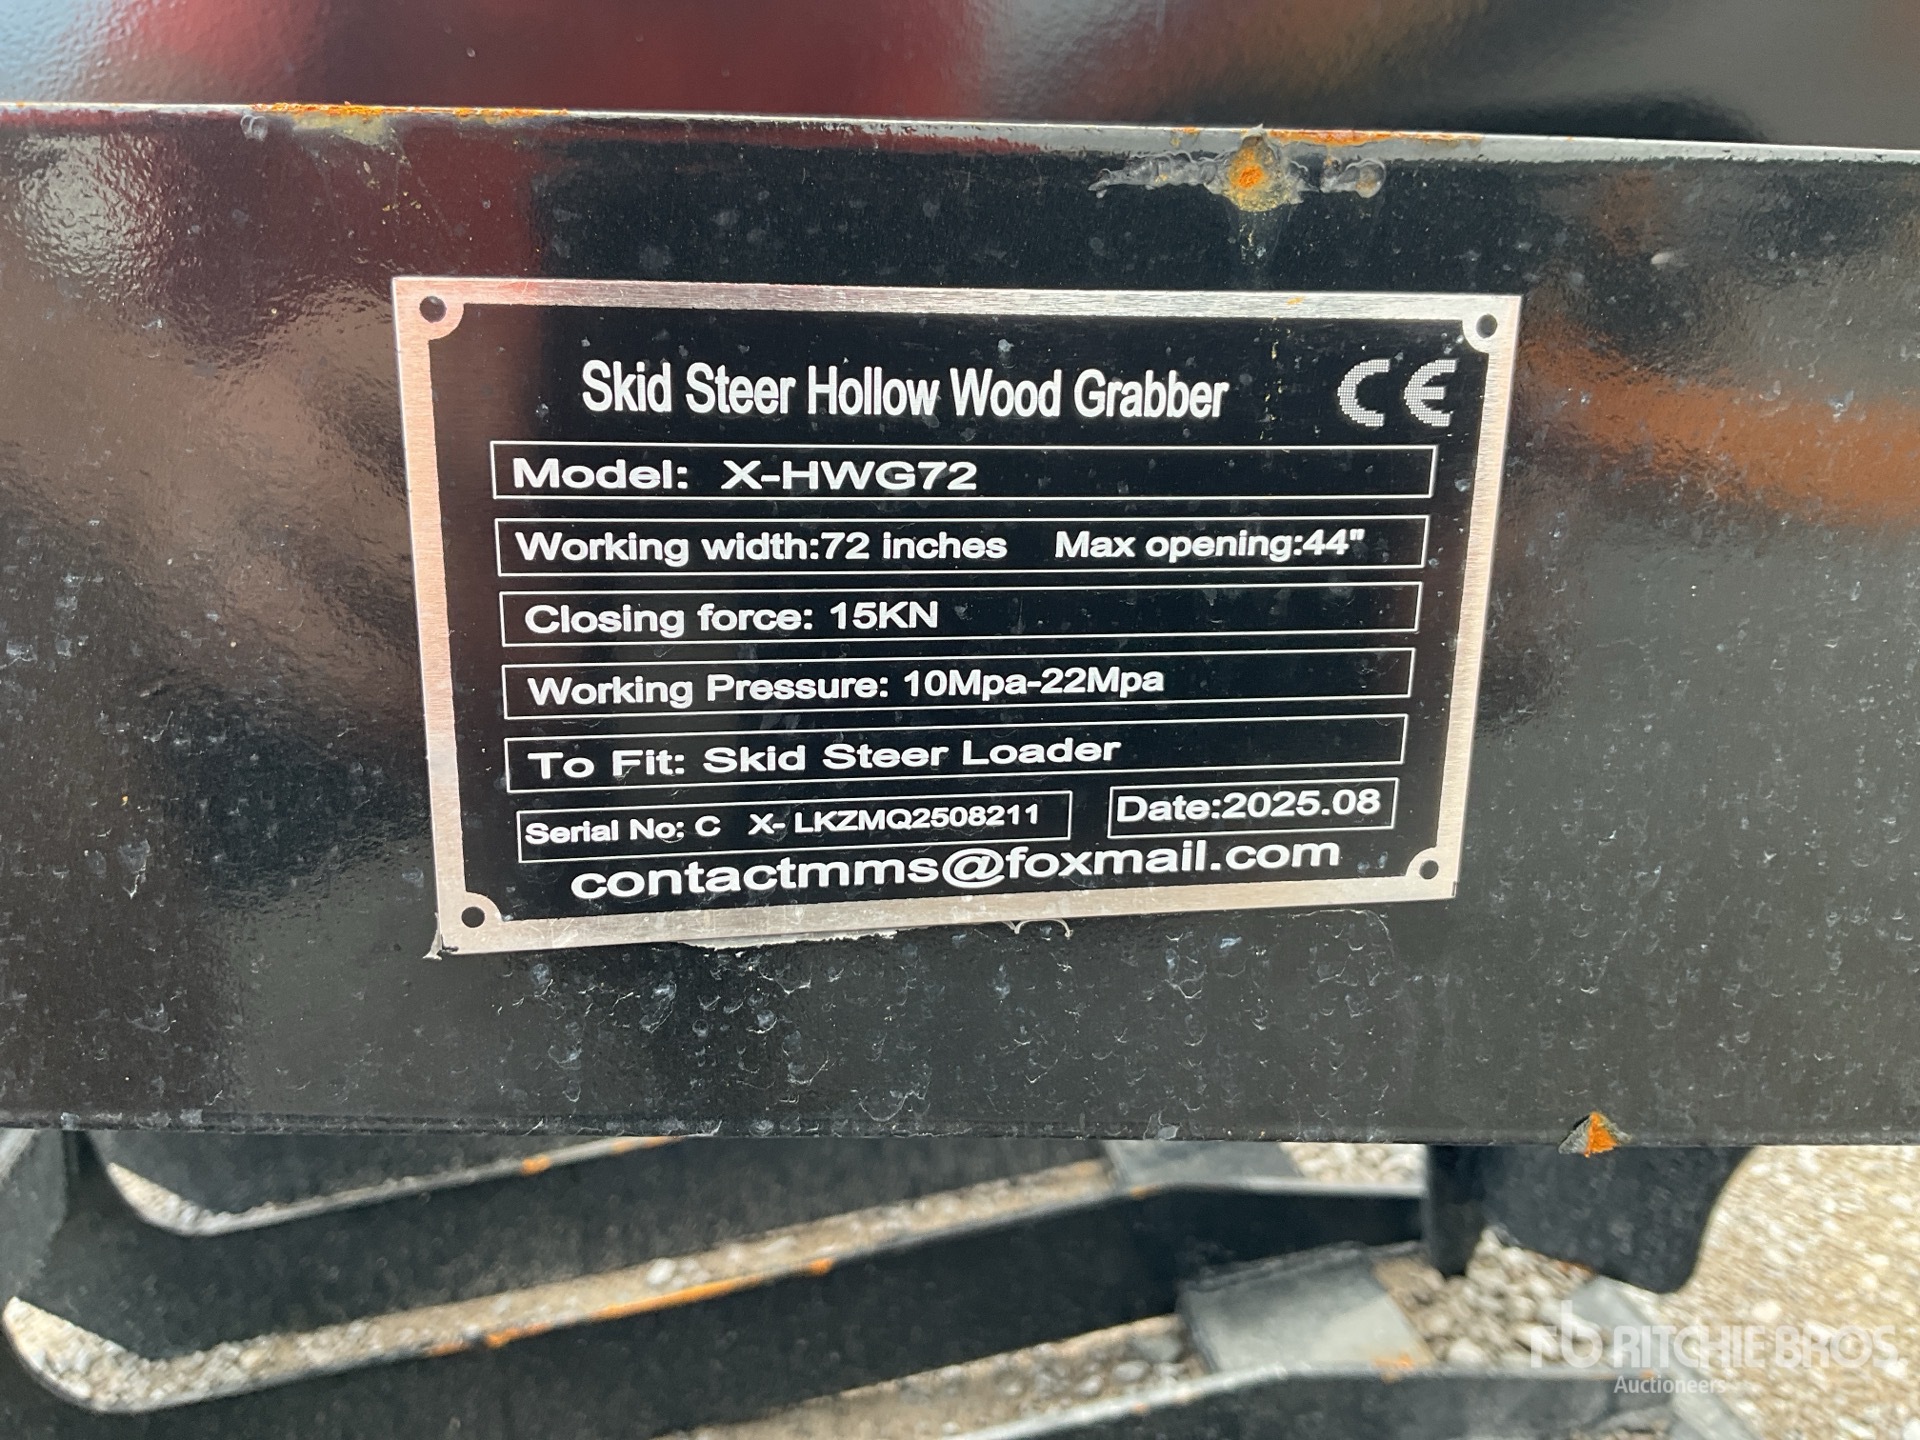 Skid Steer Hollow Wood Grabber CE
Model: X-HWG72
Working width:72 inches Max opening:44"
Closing force: 15KN
Working Pressure: 10Mpa-22Mpa
To Fit: Skid Steer Loader
Serial No: C X- LKZMQ2508211 Date:2025.08
contactmms@foxmail.com
rb RITCHIE BROS
Auctioneers